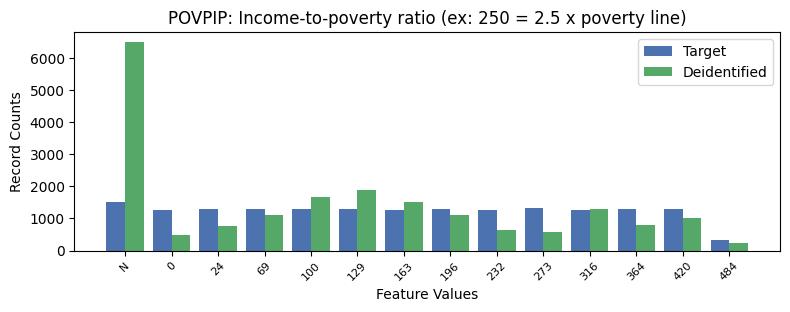 POVPIP: Income-to-poverty ratio (ex: 250 = 2.5 x poverty line)
Target
Deidentified
Record Counts
6000
5000
4000
3000
2000
1000
0
N 0 24 69 100 129 163 196 232 273 316 364 420 484
Feature Values